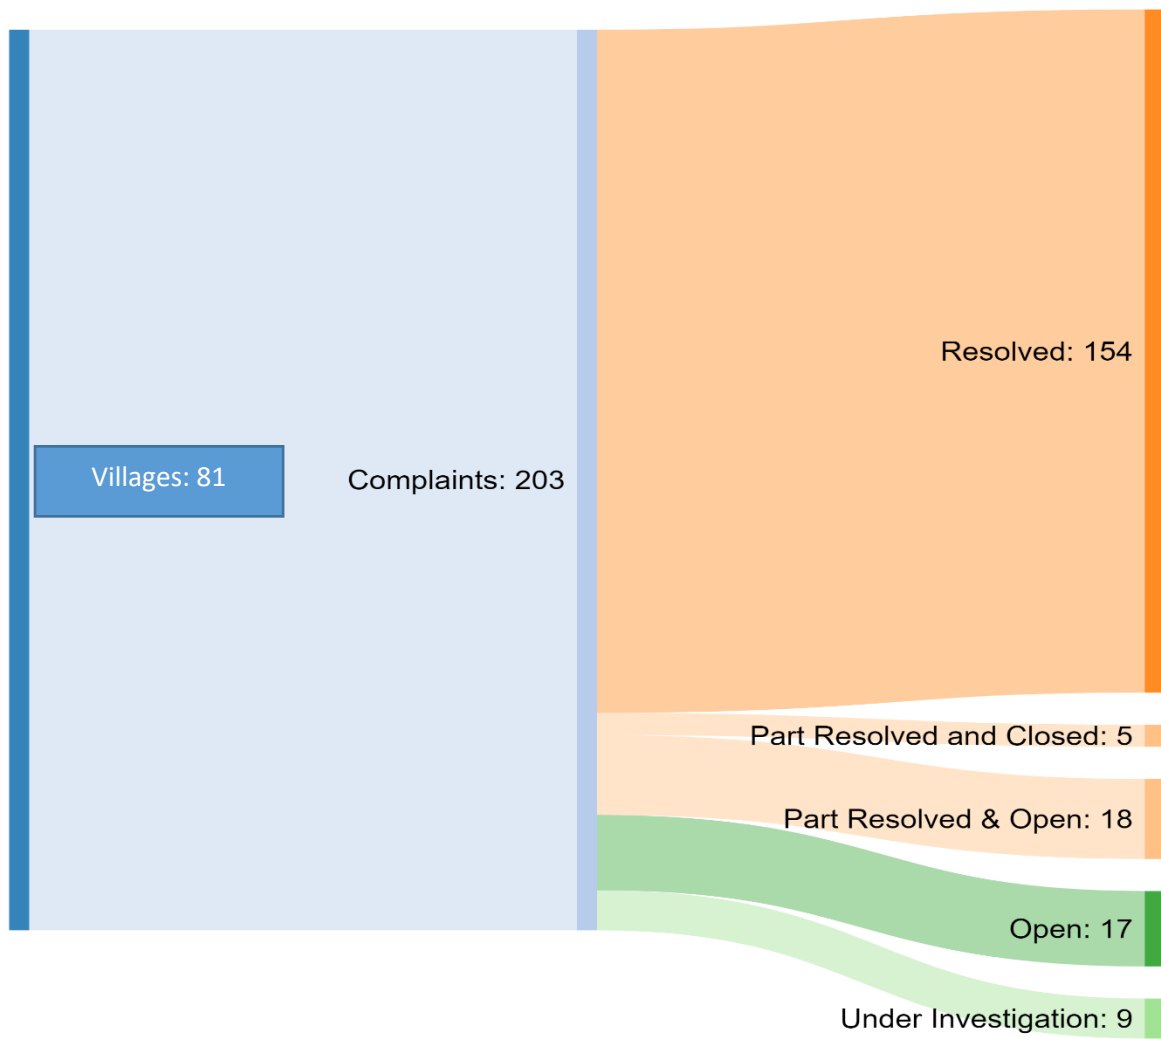 Villages: 81
Complaints: 203
Resolved: 154
Part Resolved and Closed: 5
Part Resolved & Open: 18
Open: 17
Under Investigation: 9